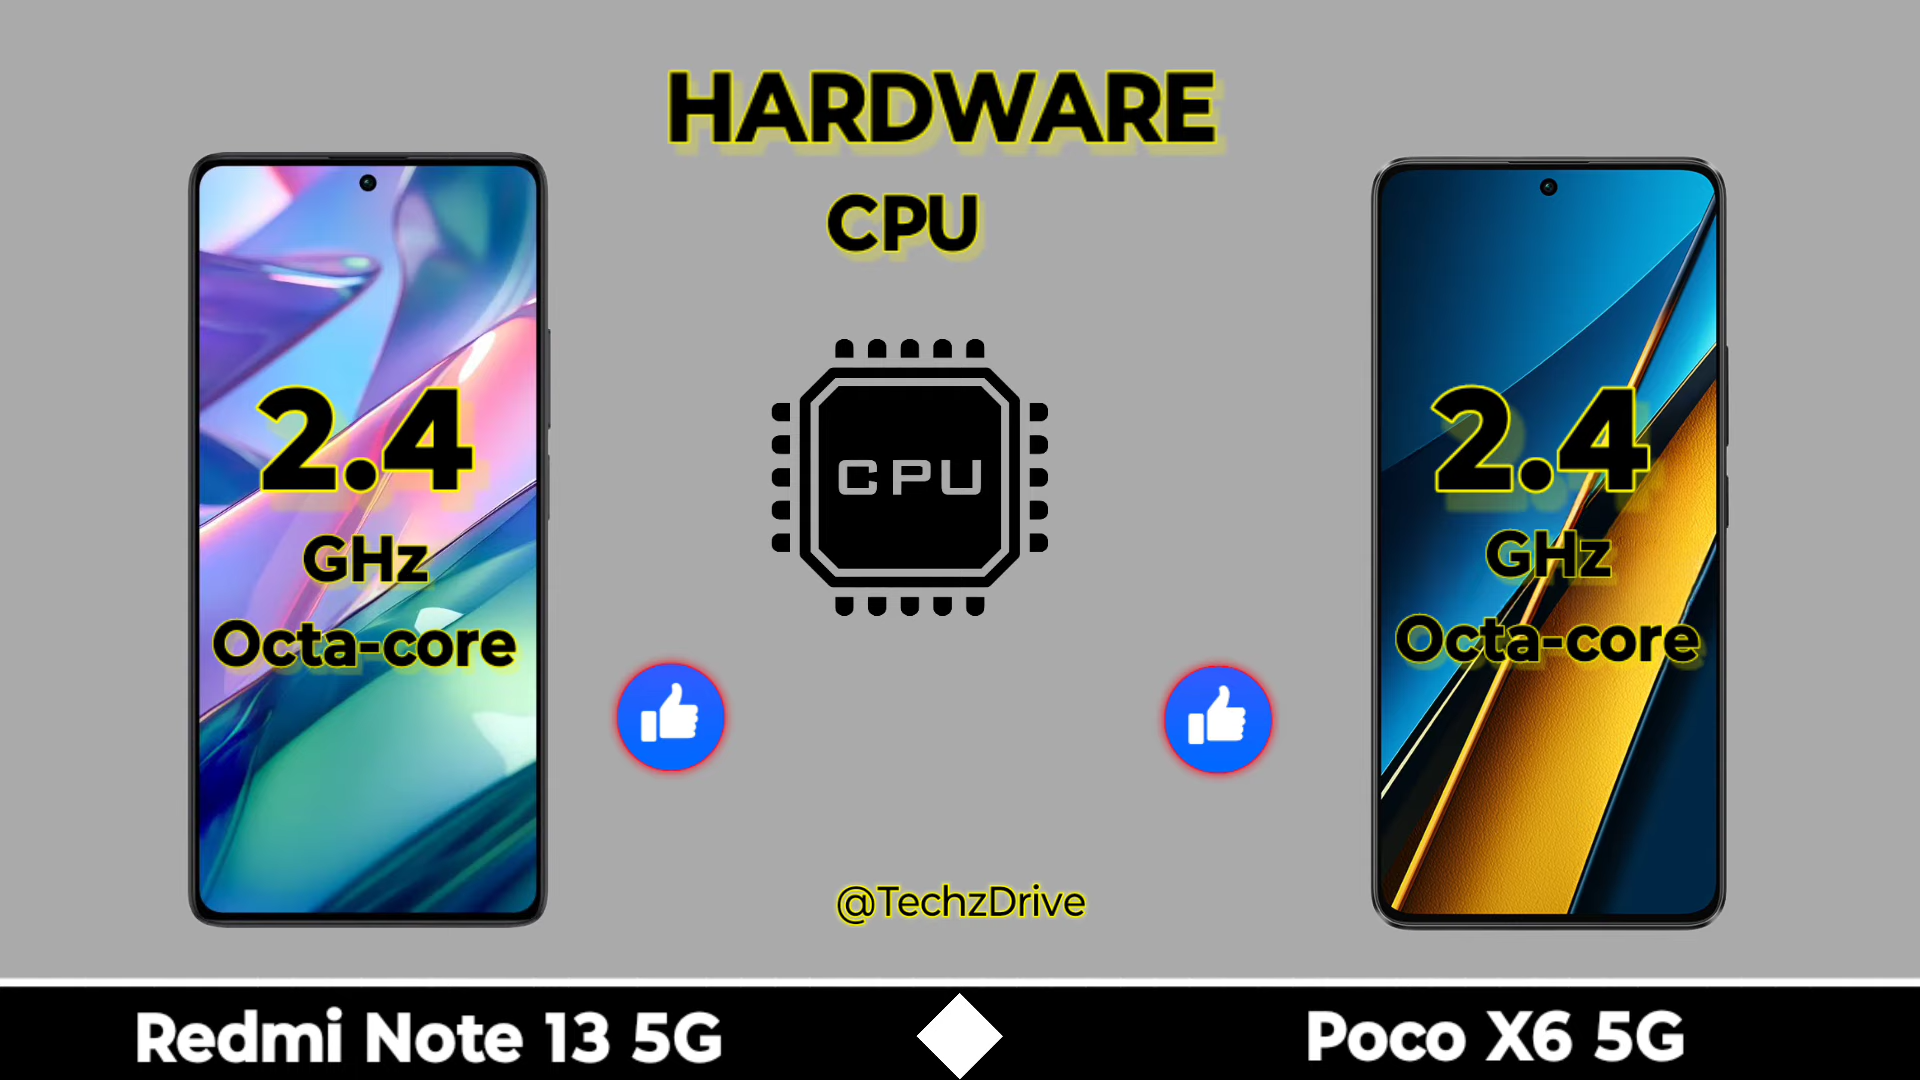 HARDWARE
CPU
2.4
GHz
Octa-core
CPU
2.4
GHz
Octa-core
@TechzDrive
Redmi Note 13 5G
Poco X6 5G